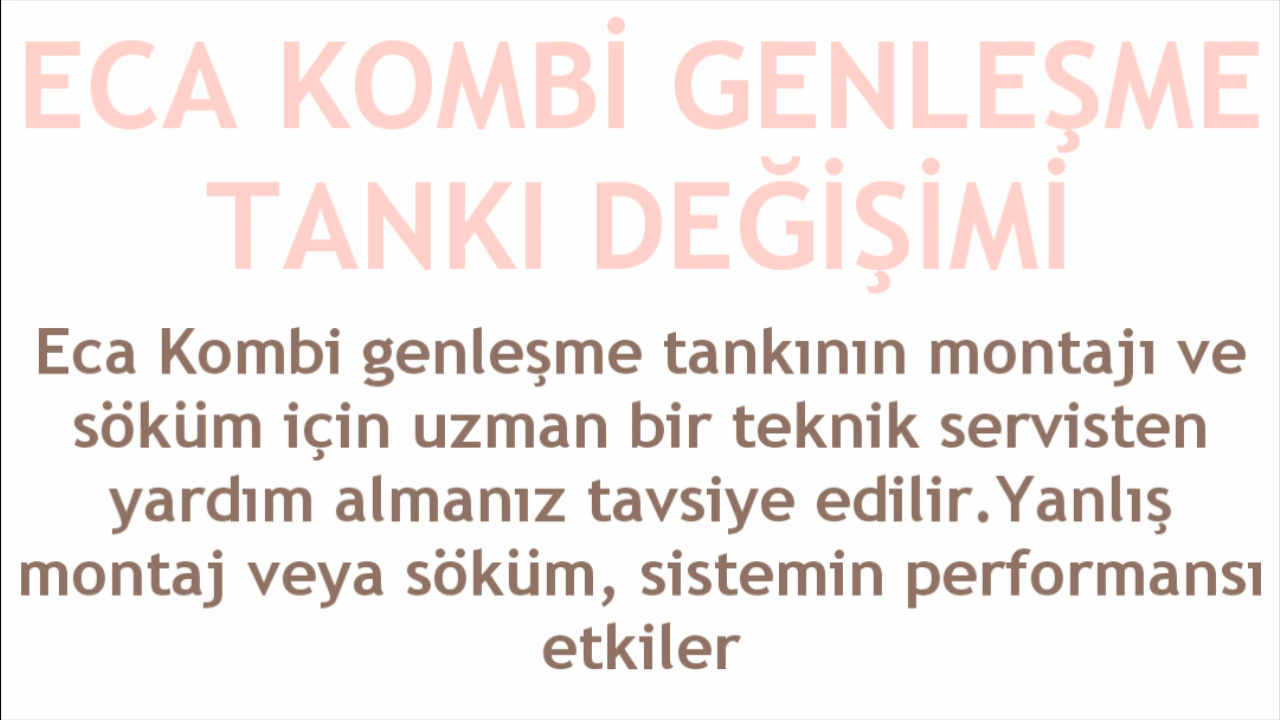 ECA KOMBİ GENLEŞME
TANKI DEĞİŞİMİ
Eca Kombi genleşme tankının montajı ve
söküm için uzman bir teknik servisten
yardım almanız tavsiye edilir.Yanlış
montaj veya söküm, sistemin performansı
etkiler